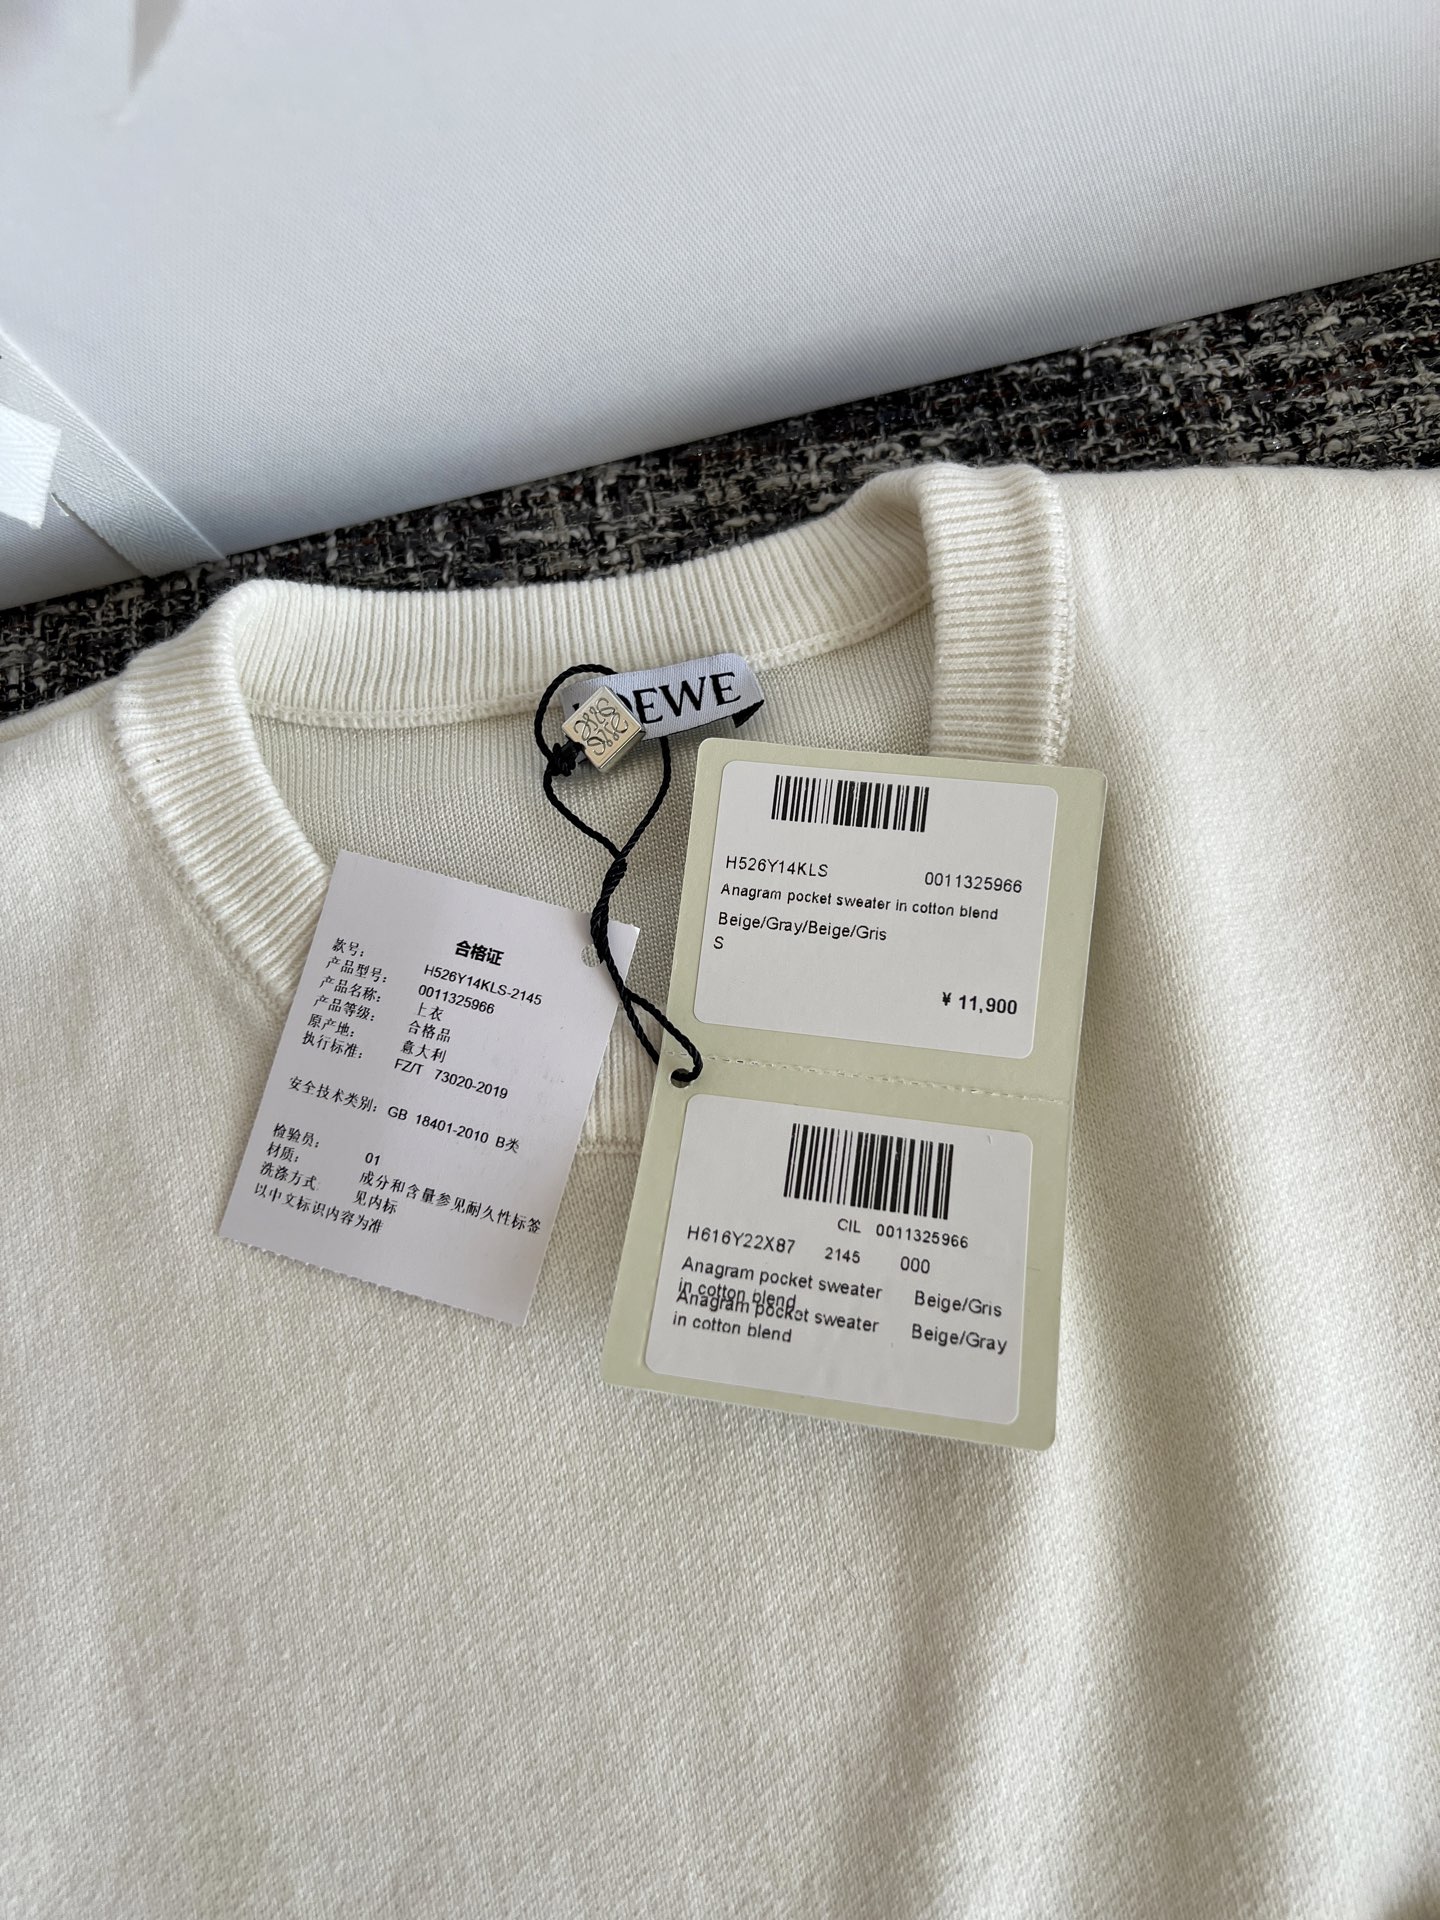 EWE
H526Y14KLS 0011325966
Anagram pocket sweater in cotton blend
Beige/Gray/Beige/Gris
S
¥ 11,900
CIL 0011325966
H616Y22X87 2145 000
Anagram pocket sweater Beige/Gris
in cotton blend
Anagram pocket sweater Beige/Gray
in cotton blend
合格证
款号: H526Y14KLS-2145
产品型号: 0011325966
产品名称: 上衣
产品等级: 合格品
原产地: 意大利
执行标准: FZ/T 73020-2019
安全技术类别: GB 18401-2010 B类
检验员: 01
材质: 成分和含量参见耐久性标签
洗涤方式 见内标
以中文标识内容为准